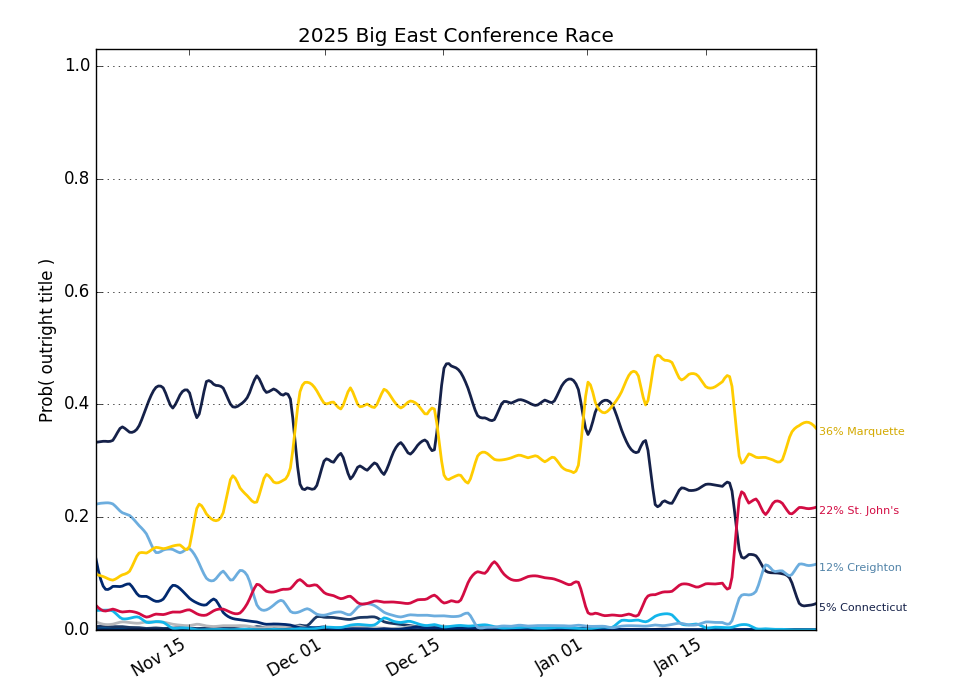 2025 Big East Conference Race
Prob( outright title )
1.0
0.8
0.6
0.4
0.2
0.0
36% Marquette
22% St. John's
12% Creighton
5% Connecticut
Nov 15
Dec 01
Dec 15
Jan 01
Jan 15